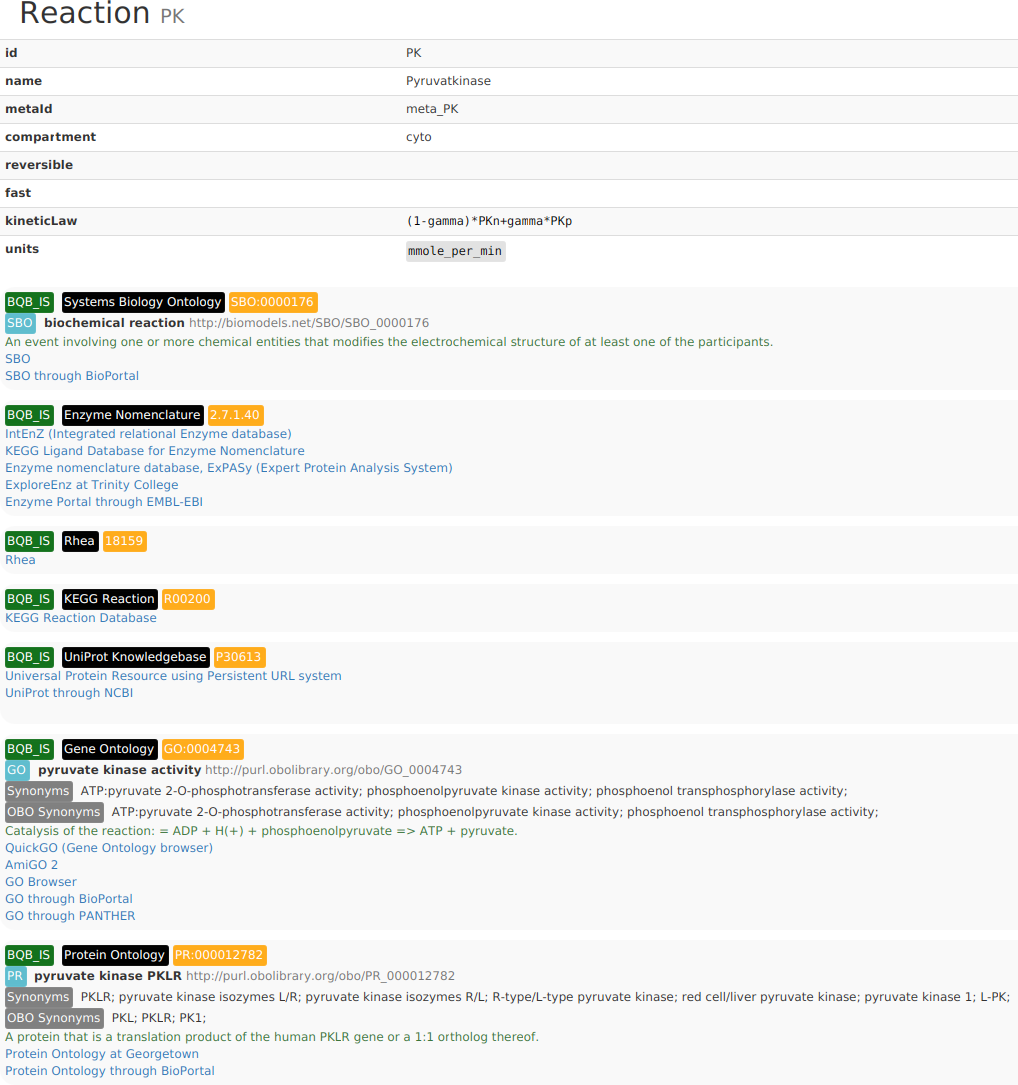 Reaction PK
id PK
name Pyruvatkinase
metaId meta_PK
compartment cyto
reversible
fast
kineticLaw (1-gamma)*PKn+gamma*PKp
units mmole_per_min
BQB_IS Systems Biology Ontology SBO:0000176
SBO biochemical reaction http://biomodels.net/SBO/SBO_0000176
An event involving one or more chemical entities that modifies the electrochemical structure of at least one of the participants.
SBO
SBO through BioPortal
BQB_IS Enzyme Nomenclature 2.7.1.40
IntEnZ (Integrated relational Enzyme database)
KEGG Ligand Database for Enzyme Nomenclature
Enzyme nomenclature database, ExPASy (Expert Protein Analysis System)
ExploreEnz at Trinity College
Enzyme Portal through EMBL-EBI
BQB_IS Rhea 18159
Rhea
BQB_IS KEGG Reaction R00200
KEGG Reaction Database
BQB_IS UniProt Knowledgebase P30613
Universal Protein Resource using Persistent URL system
UniProt through NCBI
BQB_IS Gene Ontology GO:0004743
GO pyruvate kinase activity http://purl.obolibrary.org/obo/GO_0004743
Synonyms ATP:pyruvate 2-O-phosphotransferase activity; phosphoenolpyruvate kinase activity; phosphoenol transphosphorylase activity;
OBO Synonyms ATP:pyruvate 2-O-phosphotransferase activity; phosphoenolpyruvate kinase activity; phosphoenol transphosphorylase activity;
Catalysis of the reaction: = ADP + H(+) + phosphoenolpyruvate => ATP + pyruvate.
QuickGO (Gene Ontology browser)
AmiGO 2
GO Browser
GO through BioPortal
GO through PANTHER
BQB_IS Protein Ontology PR:000012782
PR pyruvate kinase PKLR http://purl.obolibrary.org/obo/PR_000012782
Synonyms PKLR; pyruvate kinase isozymes L/R; pyruvate kinase isozymes R/L; R-type/L-type pyruvate kinase; red cell/liver pyruvate kinase; pyruvate kinase 1; L-PK;
OBO Synonyms PKL; PKLR; PK1;
A protein that is a translation product of the human PKLR gene or a 1:1 ortholog thereof.
Protein Ontology at Georgetown
Protein Ontology through BioPortal